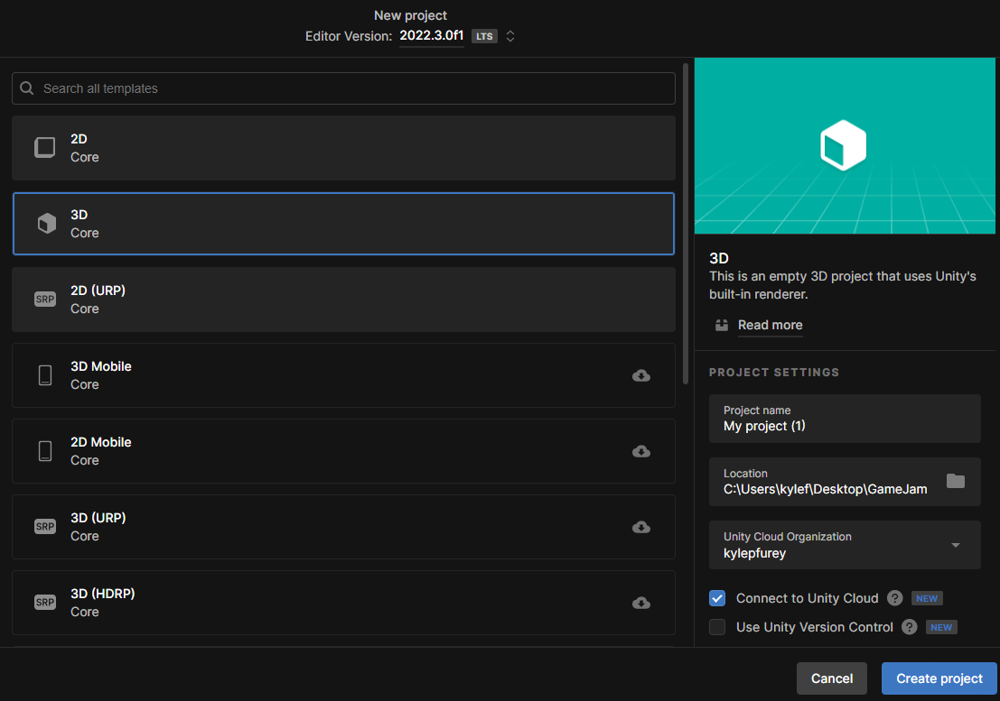 New project
Editor Version: 2022.3.0f1 LTS
Search all templates
2D
Core
3D
Core
SRP
2D (URP)
Core
3D Mobile
Core
2D Mobile
Core
SRP
3D (URP)
Core
SRP
3D (HDRP)
Core
3D
This is an empty 3D project that uses Unity's
built-in renderer.
Read more
PROJECT SETTINGS
Project name
My project (1)
Location
C:\Users\kylef\Desktop\GameJam
Unity Cloud Organization
kylepfurey
Connect to Unity Cloud ? NEW
Use Unity Version Control ? NEW
Cancel
Create project